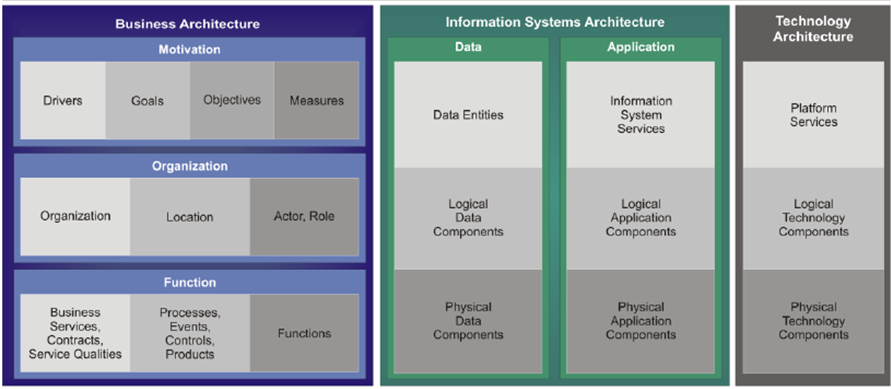 Business Architecture
Motivation
Drivers
Goals
Objectives
Measures
Organization
Organization
Location
Actor, Role
Function
Business
Services,
Contracts,
Service Qualities
Processes,
Events,
Controls,
Products
Functions
Information Systems Architecture
Data
Data Entities
Logical
Data
Components
Physical
Data
Components
Application
Information
System
Services
Logical
Application
Components
Physical
Application
Components
Technology
Architecture
Platform
Services
Logical
Technology
Components
Physical
Technology
Components